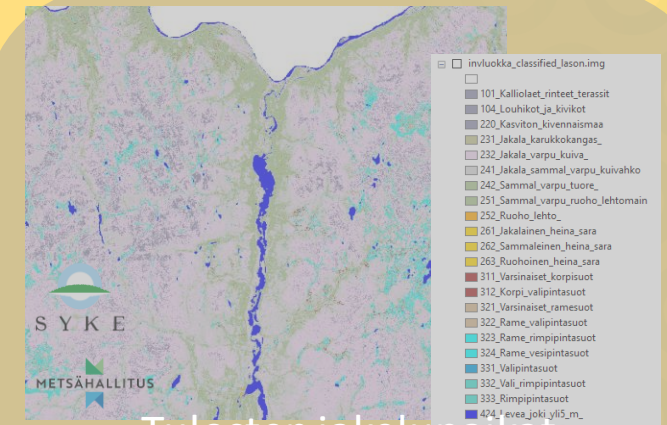 invluokka_classified_lason.img
101_Kalliolaet_rinteet_terassit
104_Louhikot_ja_kivikot
220_Kasviton_kivennaismaa
231_Jakala_karukkokangas_
232_Jakala_varpu_kuiva_
241_Jakala_sammal_varpu_kuivahko
242_Sammal_varpu_tuore_
251_Sammal_varpu_ruoho_lehtomain
252_Ruoho_lehto_
261_Jakalainen_heina_sara
262_Sammaleinen_heina_sara
263_Ruohoinen_heina_sara
311_Varsinaiset_korpisuot
312_Korpi_valipintasuot
321_Varsinaiset_ramesuot
322_Rame_valipintasuot
323_Rame_rimpipintasuot
324_Rame_vesipintasuot
331_Valipintasuot
332_Vali_rimpipintasuot
333_Rimpipintasuot
424_Levea_joki_yli5_m_
SYKE
METSÄHALLITUS